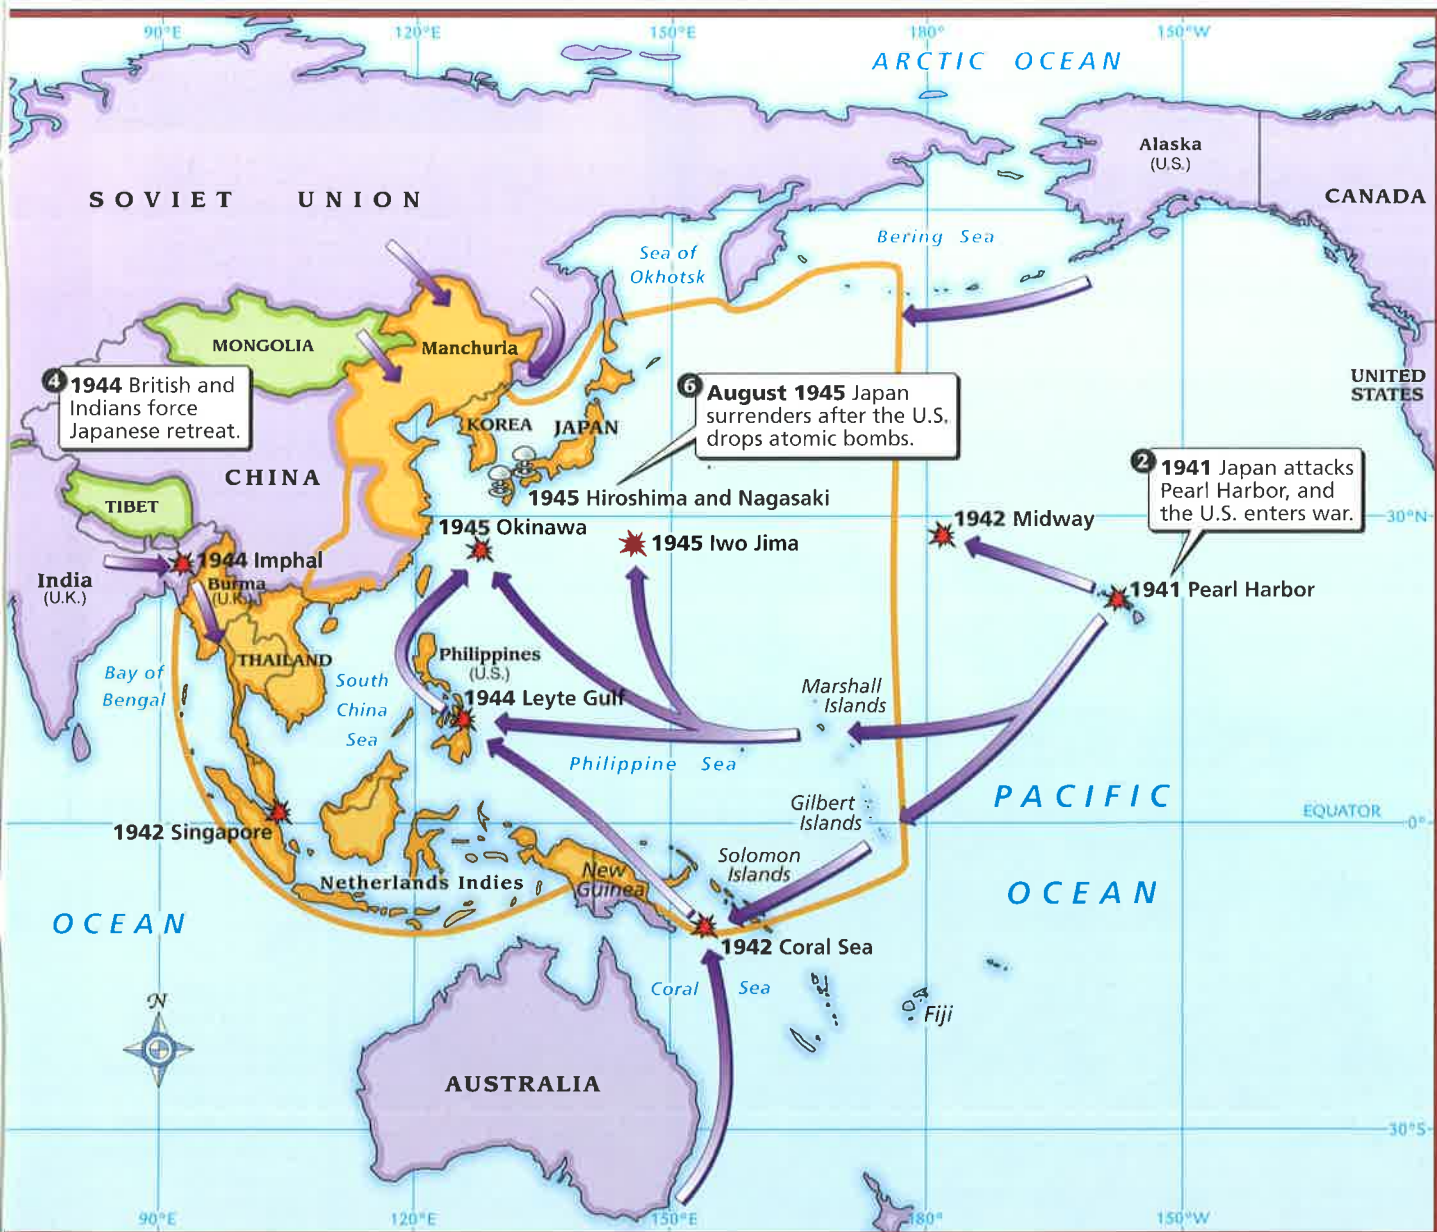 90°E
120°E
150°E
180°
150°W
ARCTIC OCEAN
Alaska
(U.S.)
CANADA
SOVIET UNION
Bering Sea
Sea of
Okhotsk
MONGOLIA
Manchuria
4 1944 British and
Indians force
Japanese retreat.
6 August 1945 Japan
surrenders after the U.S.
drops atomic bombs.
UNITED
STATES
KOREA
JAPAN
CHINA
2 1941 Japan attacks
Pearl Harbor, and
the U.S. enters war.
TIBET
1945 Hiroshima and Nagasaki
30°N
1945 Okinawa
1942 Midway
1945 Iwo Jima
1944 Imphal
India
(U.K.)
Burma
(U.K.)
1941 Pearl Harbor
THAILAND
Philippines
(U.S.)
Bay of
Bengal
South
China
Sea
1944 Leyte Gulf
Marshall
Islands
Philippine Sea
PACIFIC
OCEAN
Gilbert
Islands
EQUATOR
0°
1942 Singapore
Solomon
Islands
New
Guinea
Netherlands Indies
OCEAN
1942 Coral Sea
Coral Sea
N
Fiji
AUSTRALIA
30°S
90°E
120°E
150°E
180°
150°W